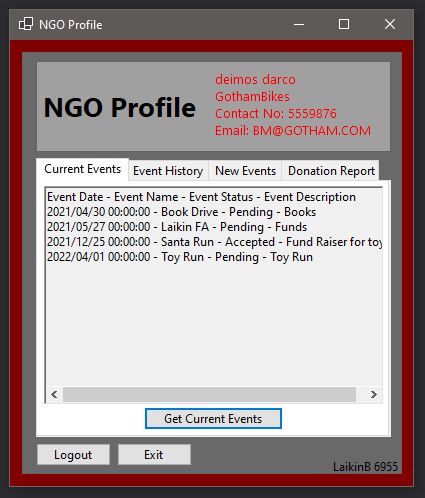 NGO Profile
NGO Profile
deimos darco
GothamBikes
Contact No: 5559876
Email: BM@GOTHAM.COM
Current Events Event History New Events Donation Report
Event Date - Event Name - Event Status - Event Description
2021/04/30 00:00:00 - Book Drive - Pending - Books
2021/05/27 00:00:00 - Laikin FA - Pending - Funds
2021/12/25 00:00:00 - Santa Run - Accepted - Fund Raiser for toy
2022/04/01 00:00:00 - Toy Run - Pending - Toy Run
Get Current Events
Logout Exit
LaikinB 6955